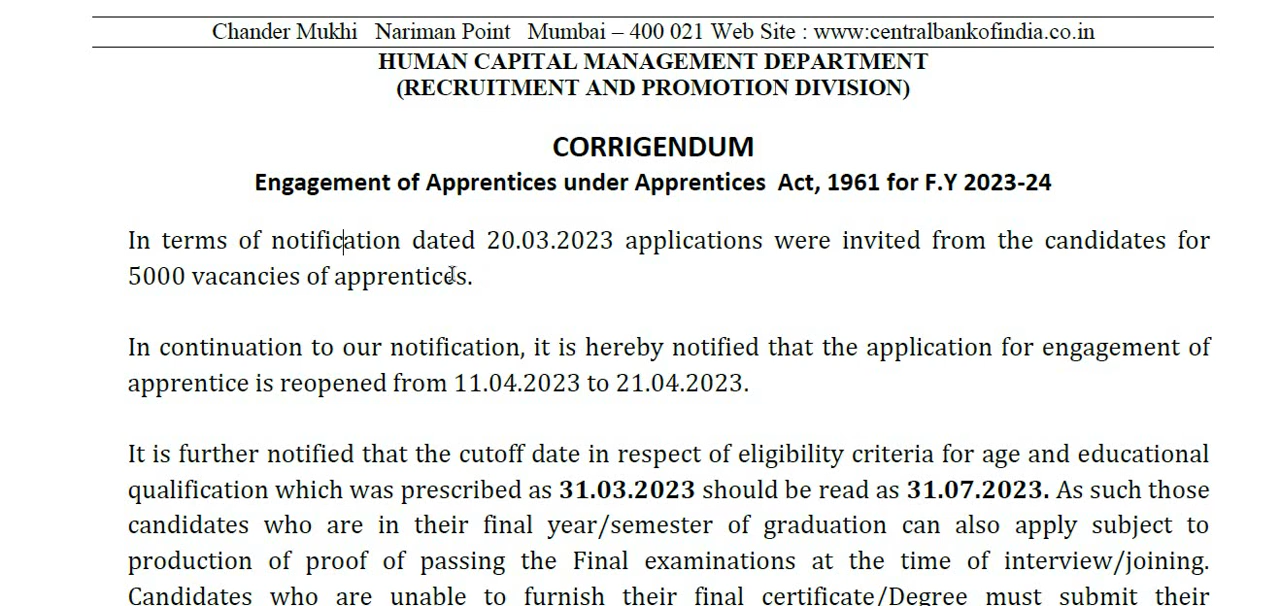 Chander Mukhi Nariman Point Mumbai – 400 021 Web Site : www:centralbankofindia.co.in
HUMAN CAPITAL MANAGEMENT DEPARTMENT
(RECRUITMENT AND PROMOTION DIVISION)
CORRIGENDUM
Engagement of Apprentices under Apprentices Act, 1961 for F.Y 2023-24
In terms of notification dated 20.03.2023 applications were invited from the candidates for
5000 vacancies of apprentices.
In continuation to our notification, it is hereby notified that the application for engagement of
apprentice is reopened from 11.04.2023 to 21.04.2023.
It is further notified that the cutoff date in respect of eligibility criteria for age and educational
qualification which was prescribed as 31.03.2023 should be read as 31.07.2023. As such those
candidates who are in their final year/semester of graduation can also apply subject to
production of proof of passing the Final examinations at the time of interview/joining.
Candidates who are unable to furnish their final certificate/Degree must submit their